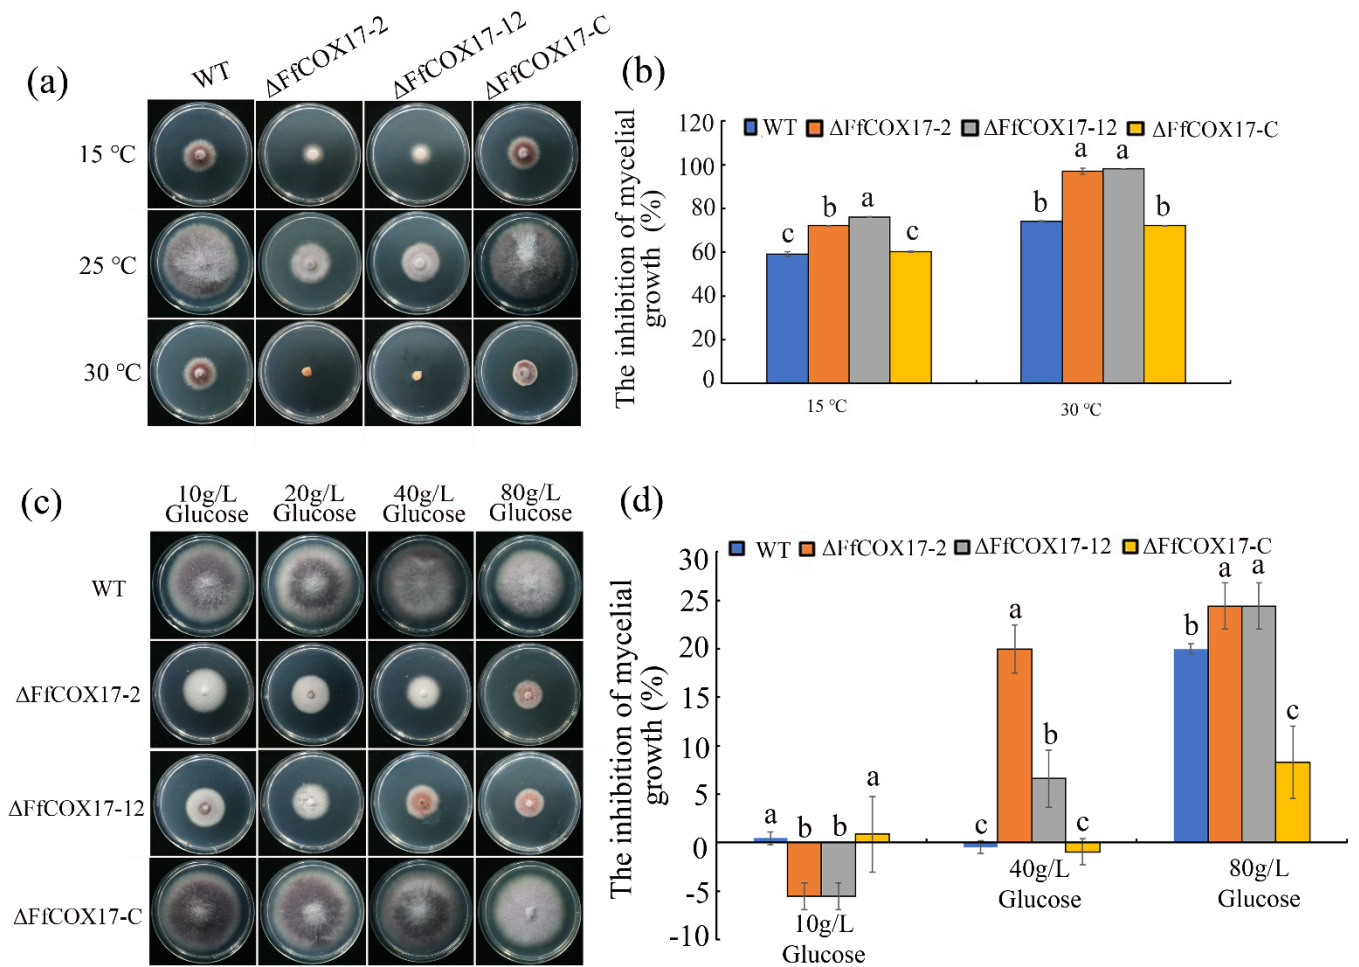 (a)
WT
ΔFfCOX17-2
ΔFfCOX17-12
ΔFfCOX17-C
15 ℃
25 ℃
30 ℃
(b)
The inhibition of mycelial
growth (%)
120
100
80
60
40
20
0
WT ΔFfCOX17-2 ΔFfCOX17-12 ΔFfCOX17-C
c b a c
b a a b
15 ℃ 30 ℃
(c)
10g/L 20g/L 40g/L 80g/L
Glucose Glucose Glucose Glucose
WT
ΔFfCOX17-2
ΔFfCOX17-12
ΔFfCOX17-C
(d)
The inhibition of mycelial
growth (%)
30
25
20
15
10
5
0
-5
-10
WT ΔFfCOX17-2 ΔFfCOX17-12 ΔFfCOX17-C
a b b a
c a b c
b a a c
10g/L
Glucose
40g/L
Glucose
80g/L
Glucose